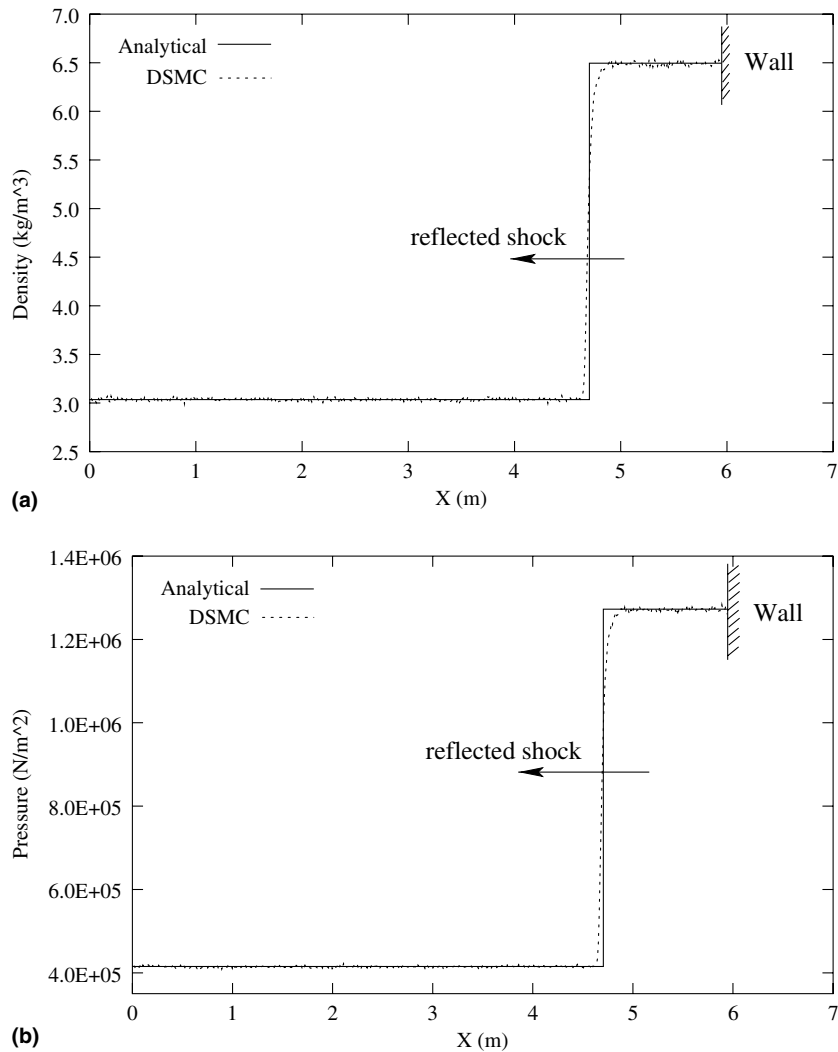 7.0
Analytical
DSMC
6.5
Wall
6.0
5.5
5.0
reflected shock
4.5
4.0
3.5
3.0
2.5
Density (kg/m^3)
0 1 2 3 4 5 6 7
X (m)
(a)
1.4E+06
Analytical
DSMC
Wall
1.2E+06
1.0E+06
reflected shock
8.0E+05
6.0E+05
4.0E+05
Pressure (N/m^2)
0 1 2 3 4 5 6 7
X (m)
(b)